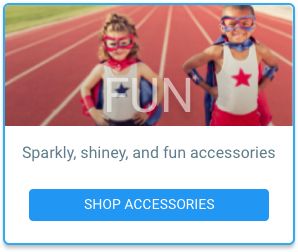 FUN
Sparkly, shiney, and fun accessories
SHOP ACCESSORIES